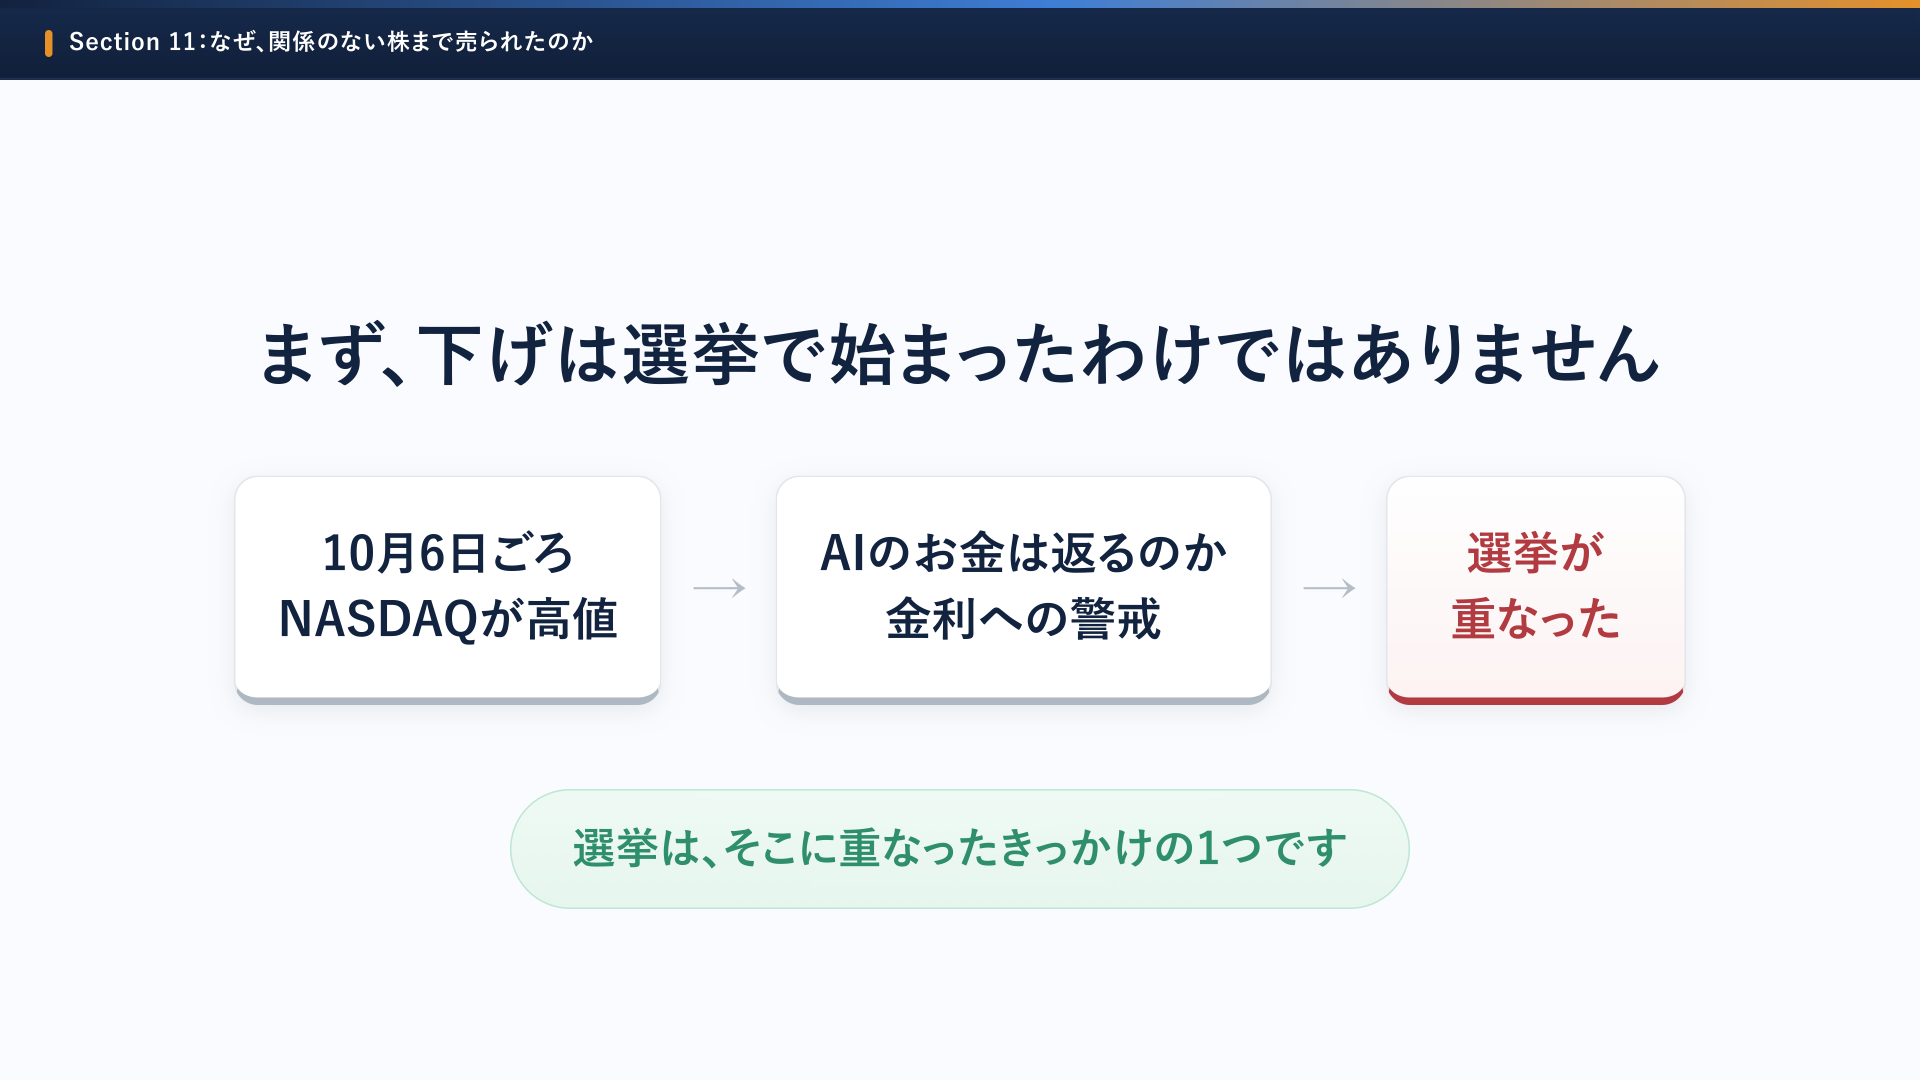 Section 11：なぜ、関係のない株まで売られたのか
まず、下げは選挙で始まったわけではありません
10月6日ごろ
NASDAQが高値
→
AIのお金は返るのか
金利への警戒
→
選挙が
重なった
選挙は、そこに重なったきっかけの1つです